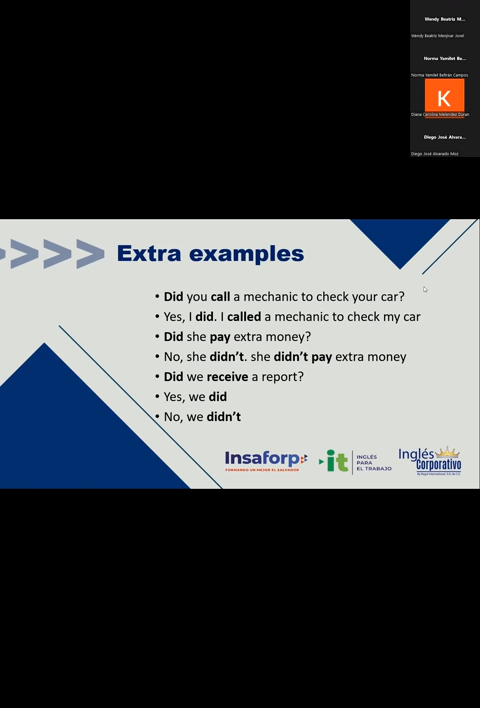 Wendy Beatriz M...
Wendy Beatriz Menjivar Jovel
Norma Yamilet Be...
Norma Yamilet Beltrán Campos
K
Diana Carolina Melendez Duran
Diego José Alvara...
Diego José Alvarado Moz
>>>> Extra examples
• Did you call a mechanic to check your car?
• Yes, I did. I called a mechanic to check my car
• Did she pay extra money?
• No, she didn't. she didn't pay extra money
• Did we receive a report?
• Yes, we did
• No, we didn't
Insaforp
FORMANDO UN MEJOR EL SALVADOR
it
INGLÉS
PARA
EL TRABAJO
Inglés
Corporativo